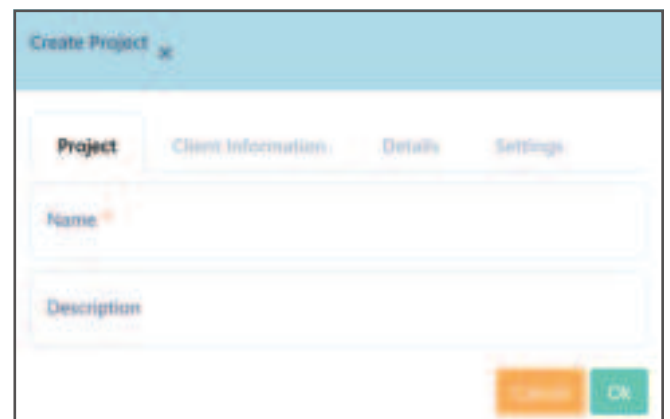 Create Project ×
Project Client Information Details Settings
Name *
Description
Cancel Ok